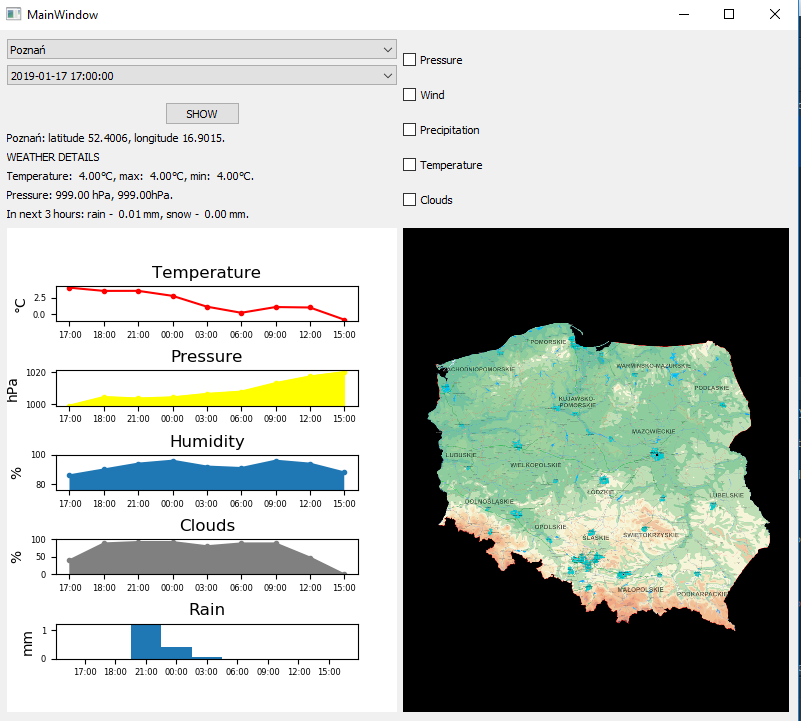 MainWindow
Poznań
2019-01-17 17:00:00
SHOW
Poznań: latitude 52.4006, longitude 16.9015.
WEATHER DETAILS
Temperature: 4.00°C, max: 4.00°C, min: 4.00°C.
Pressure: 999.00 hPa, 999.00hPa.
In next 3 hours: rain - 0.01 mm, snow - 0.00 mm.
Pressure
Wind
Precipitation
Temperature
Clouds
Temperature
°C
2.5
0.0
17:00 18:00 21:00 00:00 03:00 06:00 09:00 12:00 15:00
Pressure
hPa
1020
1000
17:00 18:00 21:00 00:00 03:00 06:00 09:00 12:00 15:00
Humidity
%
100
80
17:00 18:00 21:00 00:00 03:00 06:00 09:00 12:00 15:00
Clouds
%
100
50
0
17:00 18:00 21:00 00:00 03:00 06:00 09:00 12:00 15:00
Rain
mm
1
0
17:00 18:00 21:00 00:00 03:00 06:00 09:00 12:00 15:00
POMORSKIE
WARMIŃSKO-MAZURSKIE
PODLASKIE
KUJAWSKO-
POMORSKIE
MAZOWIECKIE
LUBUSKIE
WIELKOPOLSKIE
ŁÓDZKIE
LUBELSKIE
DOLNOŚLĄSKIE
OPOLSKIE
ŚLĄSKIE
ŚWIĘTOKRZYSKIE
MAŁOPOLSKIE
PODKARPACKIE